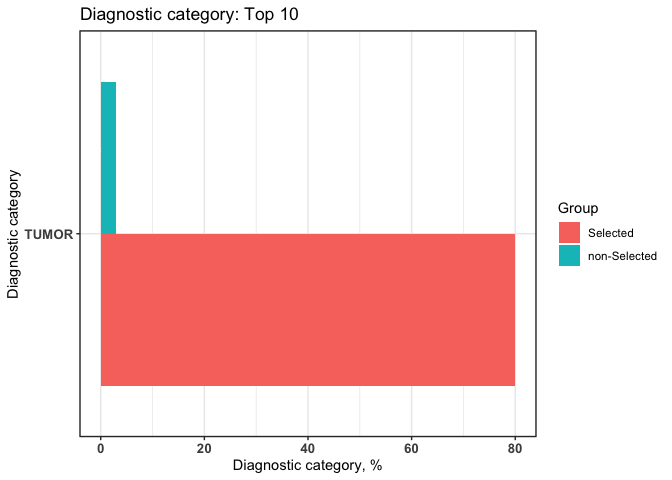 Diagnostic category: Top 10
Diagnostic category
TUMOR
0 20 40 60 80
Diagnostic category, %
Group
Selected
non-Selected